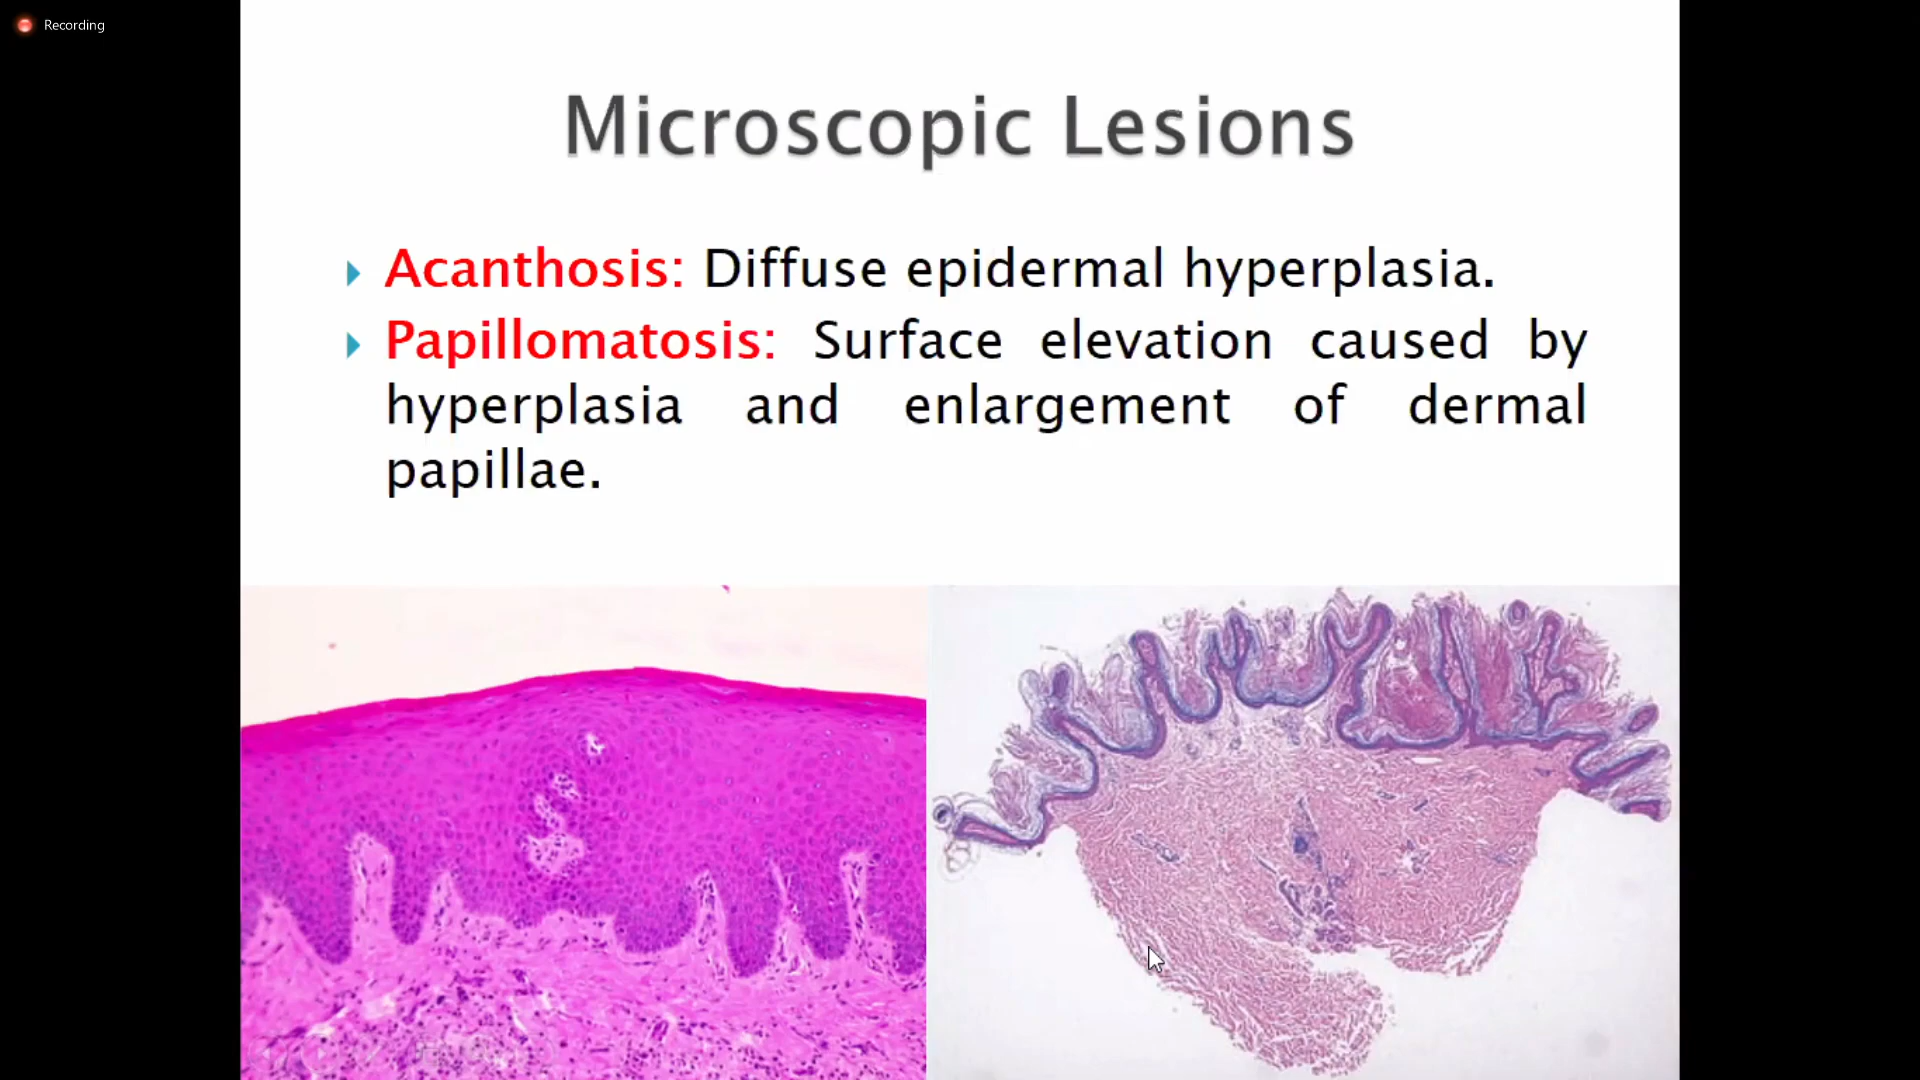 Recording
Microscopic Lesions
Acanthosis: Diffuse epidermal hyperplasia.
Papillomatosis: Surface elevation caused by
hyperplasia and enlargement of dermal
papillae.